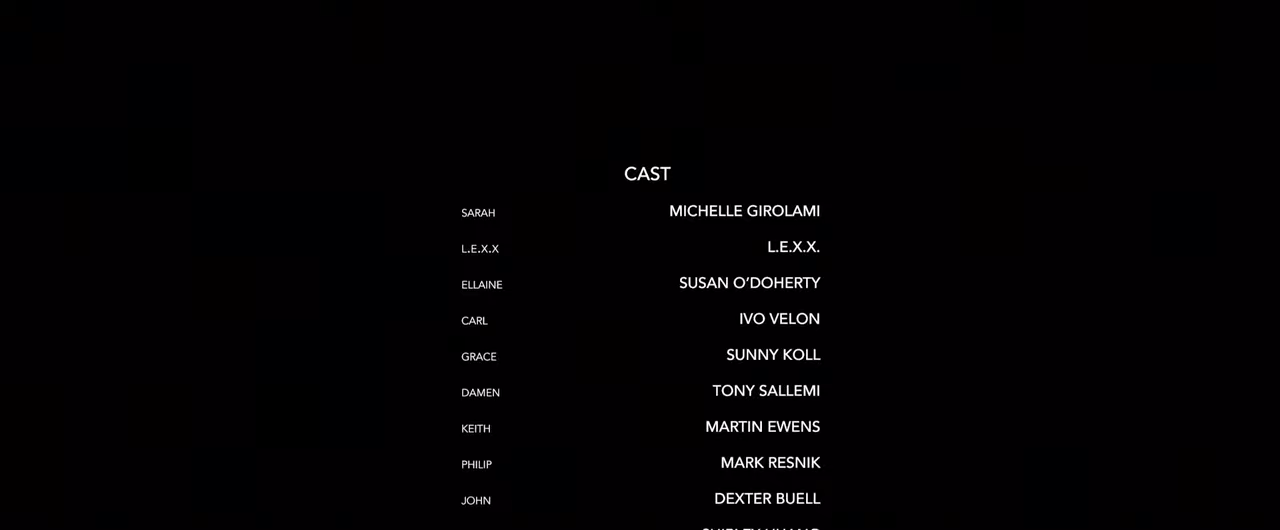 CAST
SARAH MICHELLE GIROLAMI
L.E.X.X L.E.X.X.
ELLAINE SUSAN O'DOHERTY
CARL IVO VELON
GRACE SUNNY KOLL
DAMEN TONY SALLEMI
KEITH MARTIN EWENS
PHILIP MARK RESNIK
JOHN DEXTER BUELL